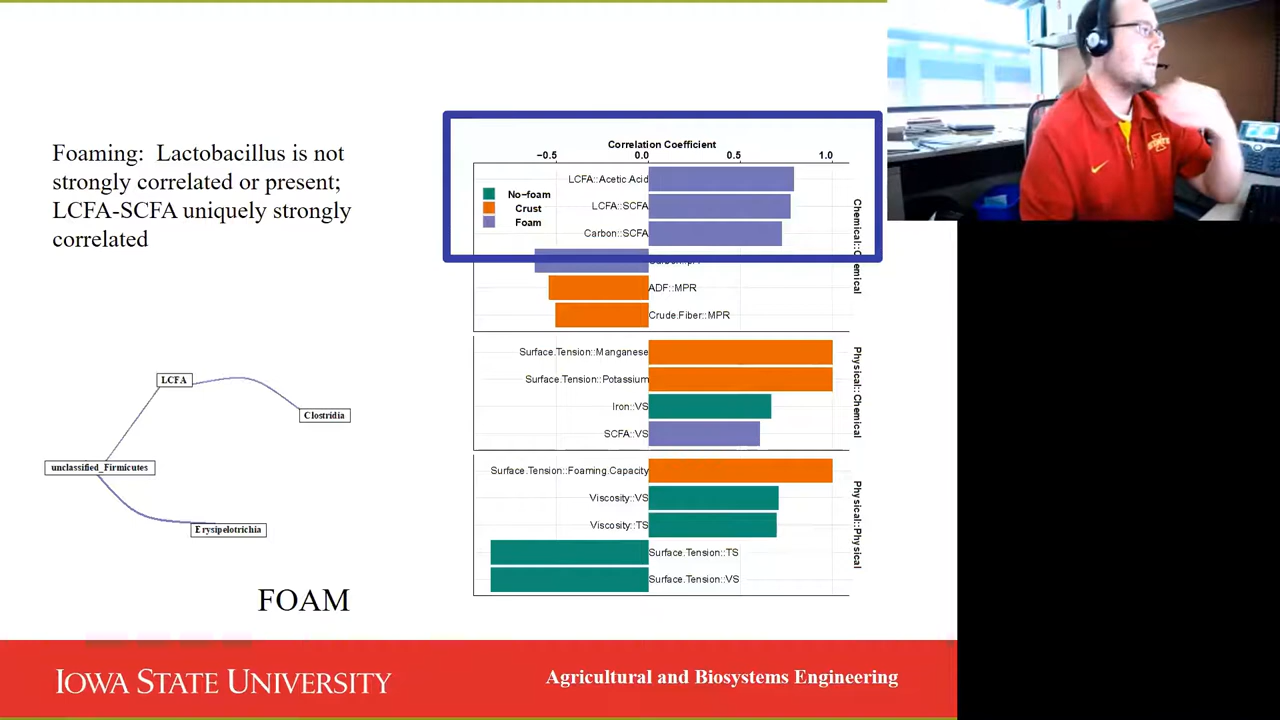 Foaming: Lactobacillus is not
strongly correlated or present;
LCFA-SCFA uniquely strongly
correlated
Correlation Coefficient
−0.5 0.0 0.5 1.0
No−foam
Crust
Foam
LCFA::Acetic.Acid
LCFA::SCFA
Carbon::SCFA
ADF::MPR
Crude.Fiber::MPR
Chemical::Chemical
Surface.Tension::Manganese
Surface.Tension::Potassium
Iron::VS
SCFA::VS
Physical::Chemical
Surface.Tension::Foaming.Capacity
Viscosity::VS
Viscosity::TS
Surface.Tension::TS
Surface.Tension::VS
Physical::Physical
LCFA
Clostridia
unclassified_Firmicutes
Erysipelotrichia
FOAM
IOWA STATE UNIVERSITY
Agricultural and Biosystems Engineering